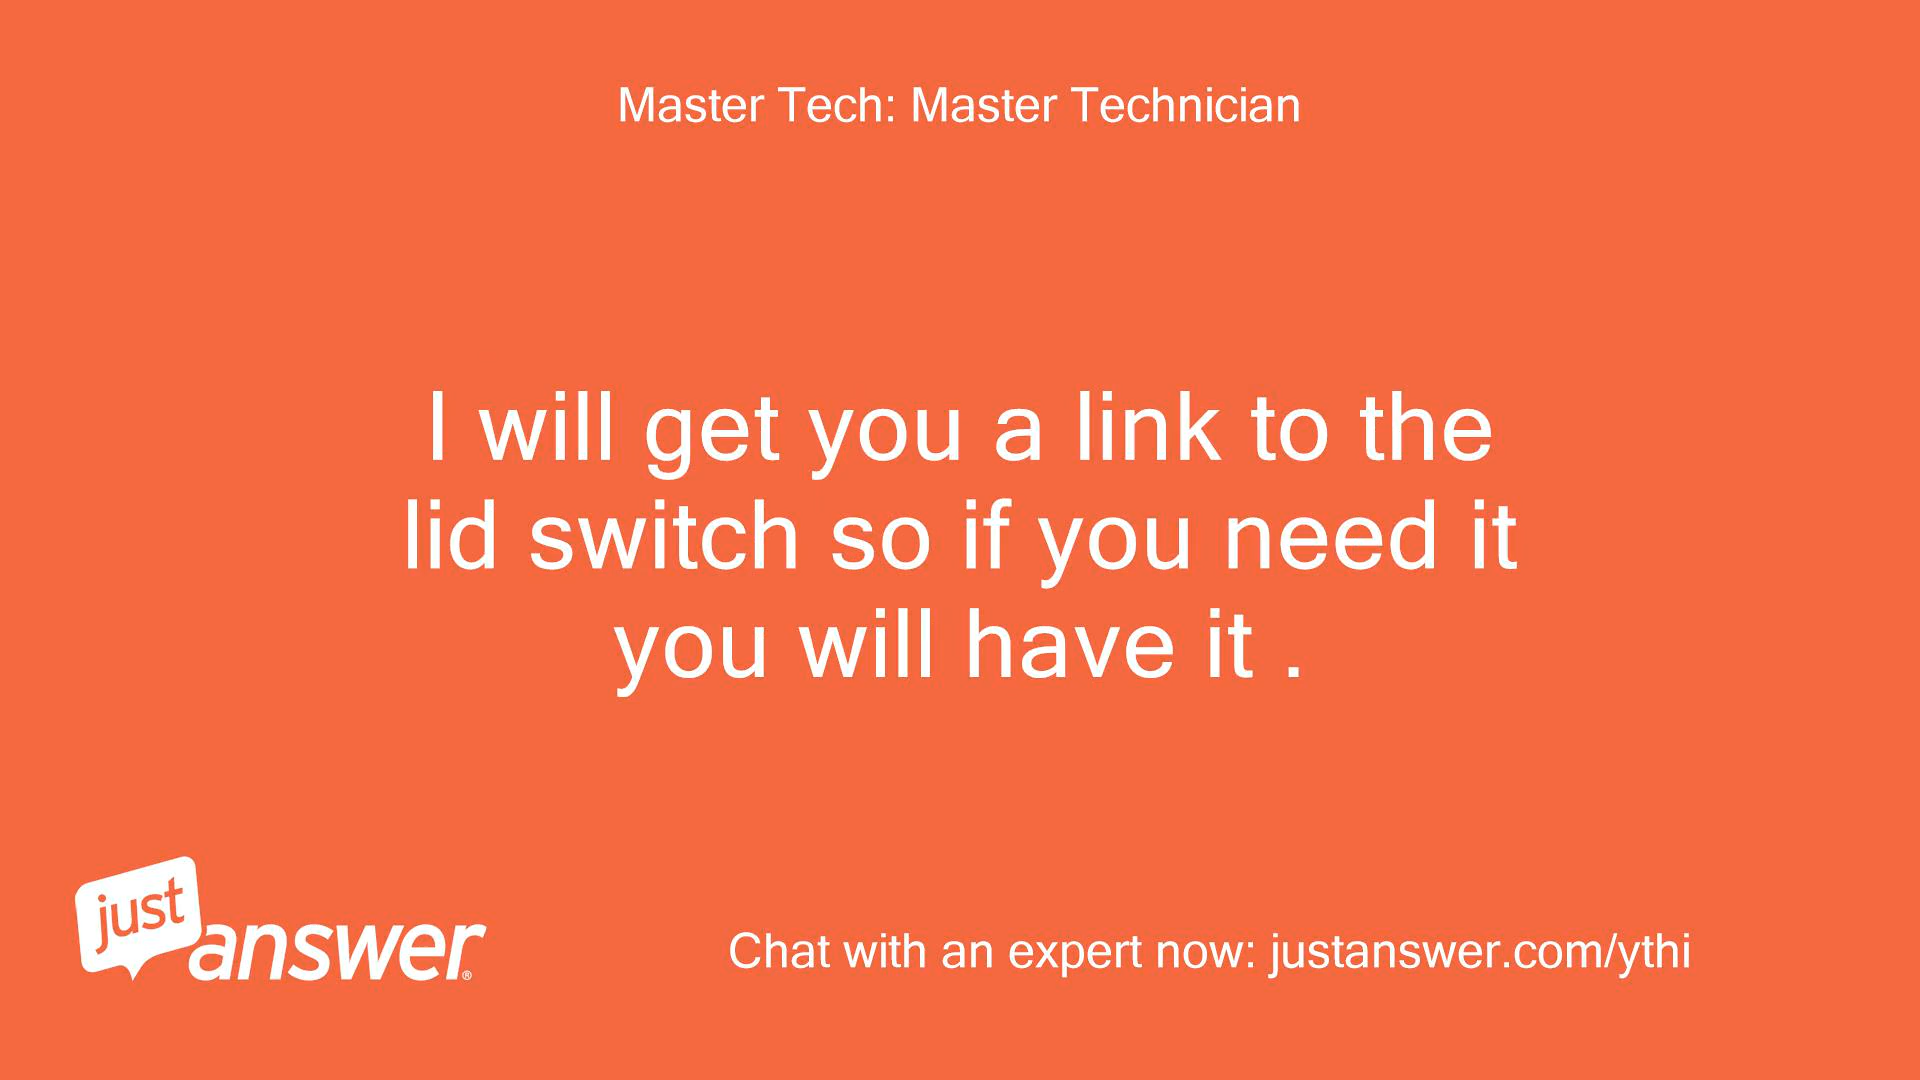 Master Tech: Master Technician
I will get you a link to the
lid switch so if you need it
you will have it .
just
answer®
Chat with an expert now: justanswer.com/ythi